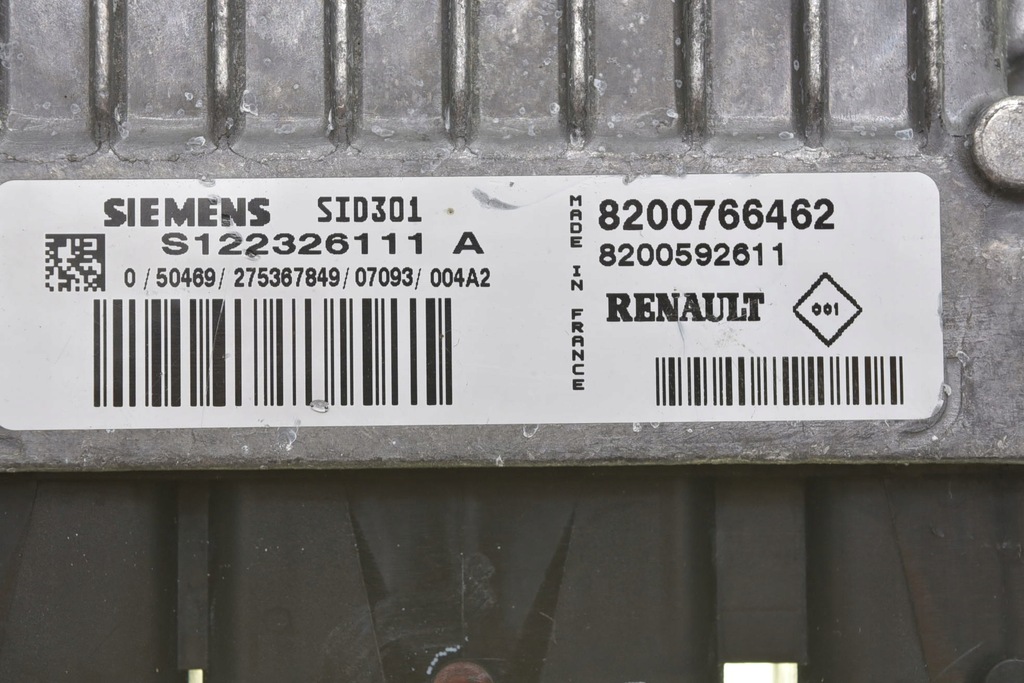 SIEMENS SID301
S122326111 A
0/50469/275367849/07093/004A2
MADE IN FRANCE
8200766462
8200592611
RENAULT 001